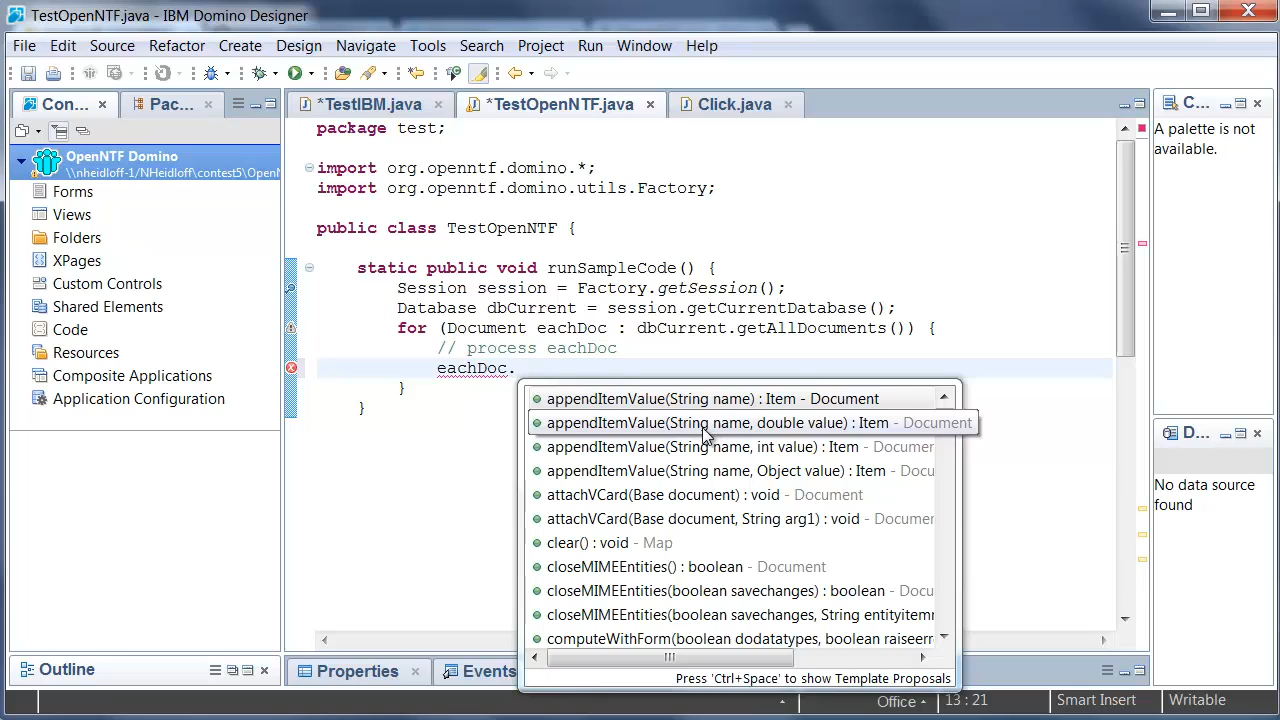 TestOpenNTF.java - IBM Domino Designer
File Edit Source Refactor Create Design Navigate Tools Search Project Run Window Help
Con...
Pac...
*TestIBM.java
*TestOpenNTF.java
Click.java
C...
A palette is not
available.
OpenNTF Domino
\\nheidloff-1/NHeidloff/contest5/OpenN
Forms
Views
Folders
XPages
Custom Controls
Shared Elements
Code
Resources
Composite Applications
Application Configuration
package test;
import org.openntf.domino.*;
import org.openntf.domino.utils.Factory;
public class TestOpenNTF {
static public void runSampleCode() {
Session session = Factory.getSession();
Database dbCurrent = session.getCurrentDatabase();
for (Document eachDoc : dbCurrent.getAllDocuments()) {
// process eachDoc
eachDoc.
}
}
appendItemValue(String name) : Item - Document
appendItemValue(String name, double value) : Item - Document
appendItemValue(String name, int value) : Item - Documen
appendItemValue(String name, Object value) : Item - Docu
attachVCard(Base document) : void - Document
attachVCard(Base document, String arg1) : void - Documen
clear() : void - Map
closeMIMEEntities() : boolean - Document
closeMIMEEntities(boolean savechanges) : boolean - Docu
closeMIMEEntities(boolean savechanges, String entityitemn
computeWithForm(boolean dodatatypes, boolean raiseerr
Press 'Ctrl+Space' to show Template Proposals
D...
No data source
found
Outline
Properties
Events
Office
13 : 21
Smart Insert
Writable